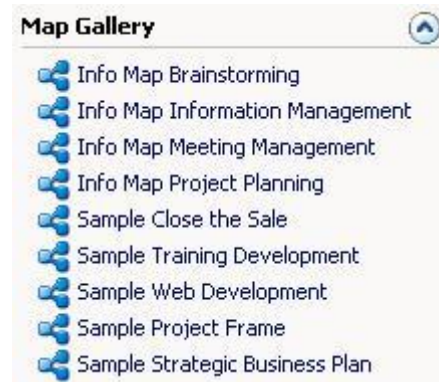 Map Gallery
Info Map Brainstorming
Info Map Information Management
Info Map Meeting Management
Info Map Project Planning
Sample Close the Sale
Sample Training Development
Sample Web Development
Sample Project Frame
Sample Strategic Business Plan